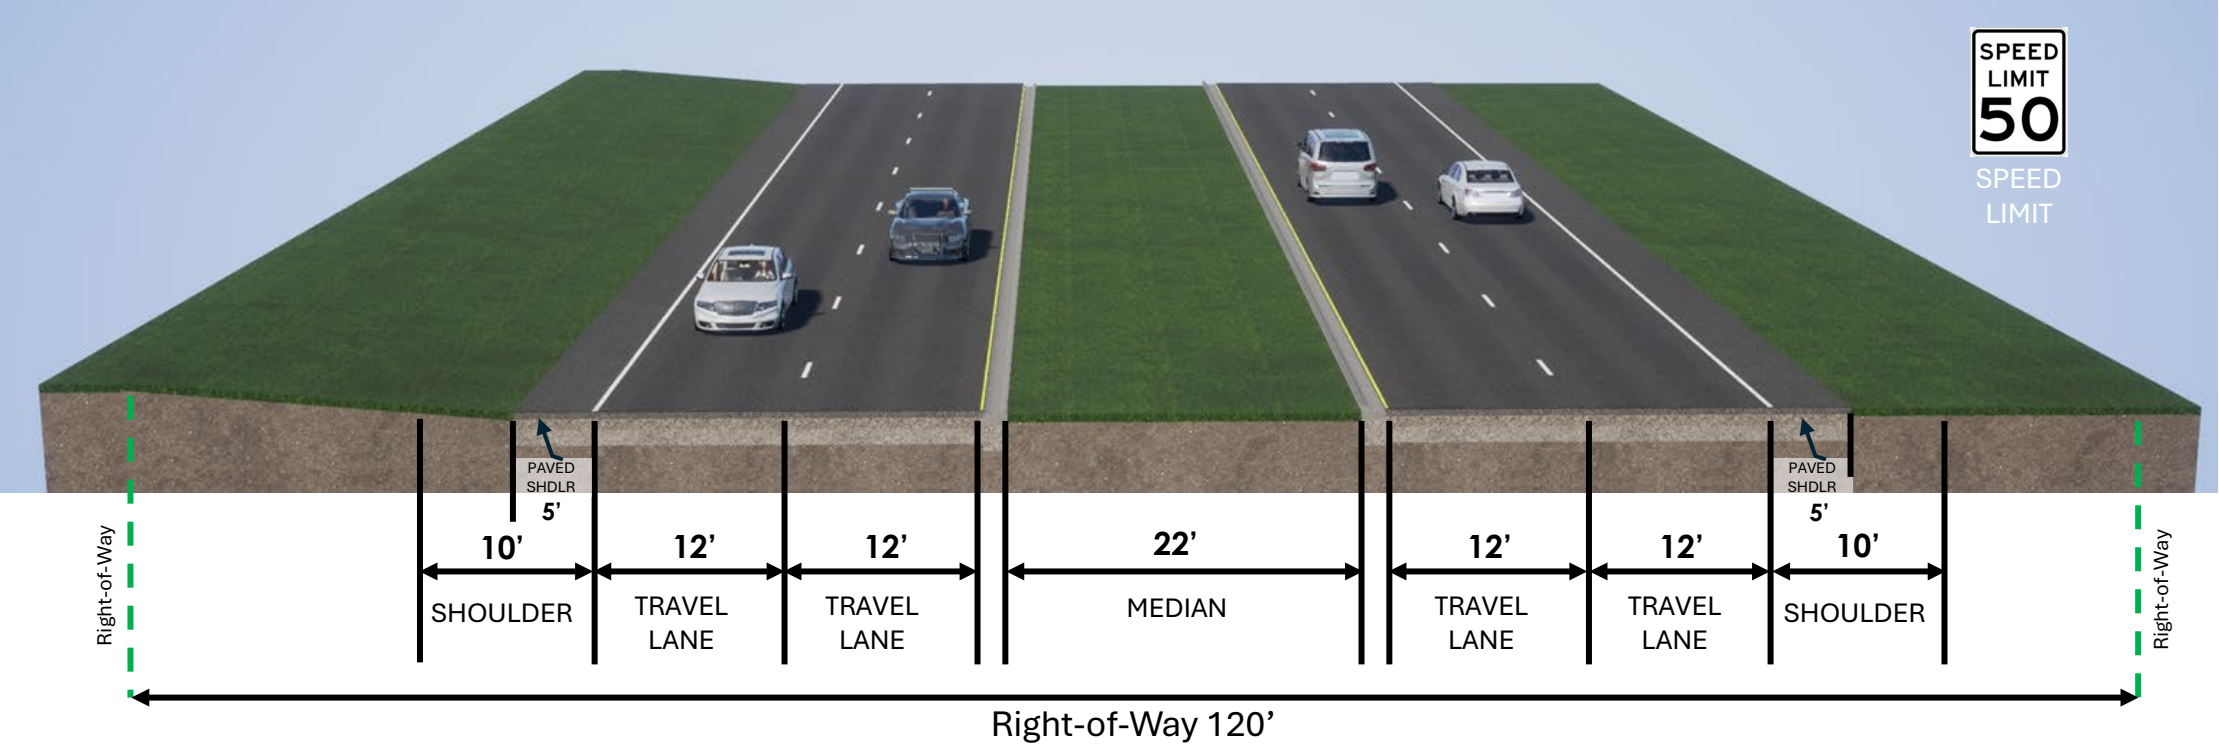 SPEED
LIMIT
50
SPEED
LIMIT
PAVED
SHDLR
5’
PAVED
SHDLR
5’
10’
12’
12’
22’
12’
12’
10’
SHOULDER
TRAVEL
LANE
TRAVEL
LANE
MEDIAN
TRAVEL
LANE
TRAVEL
LANE
SHOULDER
Right-of-Way
Right-of-Way
Right-of-Way 120’